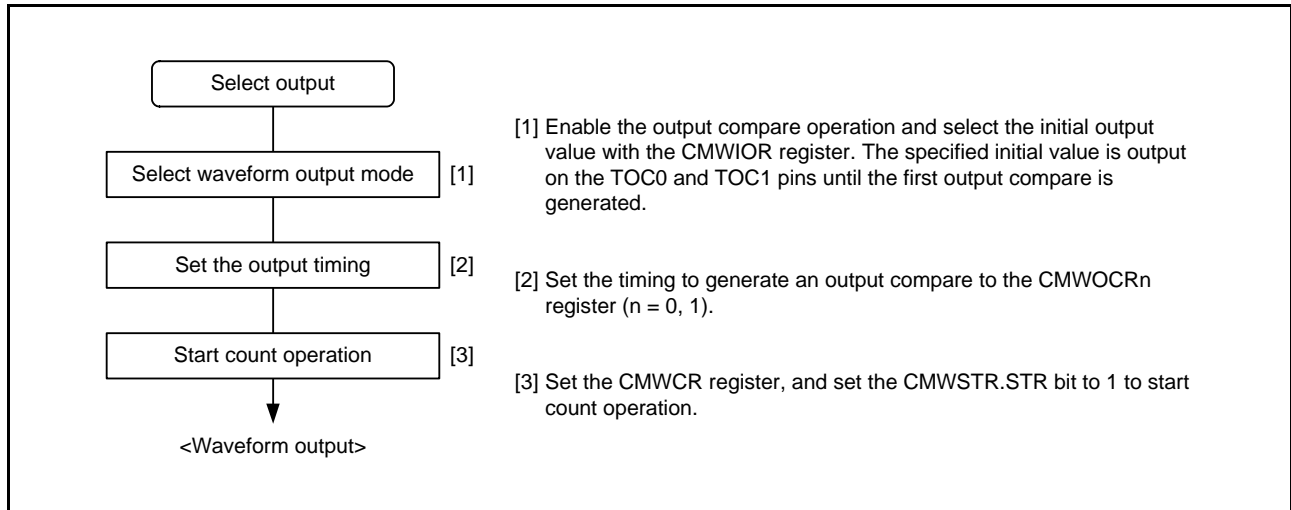 Select output
Select waveform output mode [1]
Set the output timing [2]
Start count operation [3]
<Waveform output>
[1] Enable the output compare operation and select the initial output
value with the CMWIOR register. The specified initial value is output
on the TOC0 and TOC1 pins until the first output compare is
generated.
[2] Set the timing to generate an output compare to the CMWOCRn
register (n = 0, 1).
[3] Set the CMWCR register, and set the CMWSTR.STR bit to 1 to start
count operation.